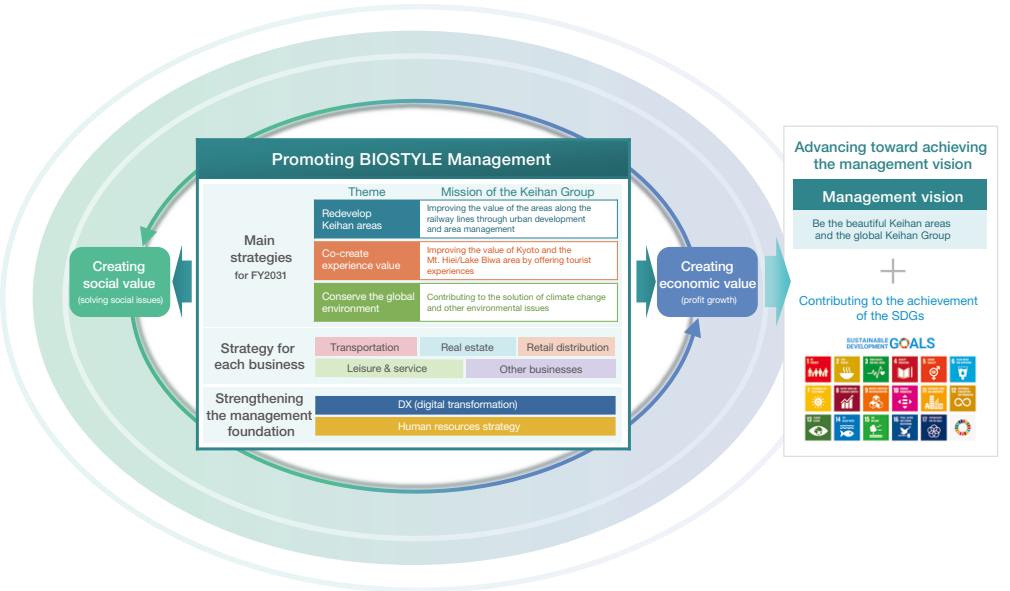 Promoting BIOSTYLE Management
Theme
Mission of the Keihan Group
Main
strategies
for FY2031
Redevelop
Keihan areas
Improving the value of the areas along the
railway lines through urban development
and area management
Co-create
experience value
Improving the value of Kyoto and the
Mt. Hiei/Lake Biwa area by offering tourist
experiences
Conserve the global
environment
Contributing to the solution of climate change
and other environmental issues
Strategy for
each business
Transportation
Real estate
Retail distribution
Leisure & service
Other businesses
Strengthening
the management
foundation
DX (digital transformation)
Human resources strategy
Creating
social value
(solving social issues)
Creating
economic value
(profit growth)
Advancing toward achieving
the management vision
Management vision
Be the beautiful Keihan areas
and the global Keihan Group
Contributing to the achievement
of the SDGs
SUSTAINABLE
DEVELOPMENT GOALS